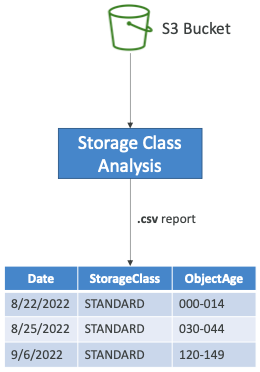 S3 Bucket
Storage Class
Analysis
.csv report
Date StorageClass ObjectAge
8/22/2022 STANDARD 000-014
8/25/2022 STANDARD 030-044
9/6/2022 STANDARD 120-149